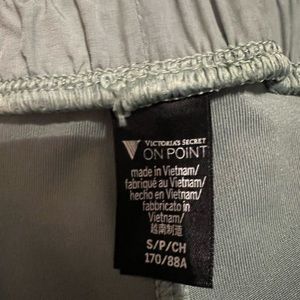 VICTORIA'S SECRET
ON POINT
made in Vietnam/
fabriqué au Vietnam/
hecho en Vietnam/
fabbricato in
Vietnam/
越南制造
S/P/CH
170/88A